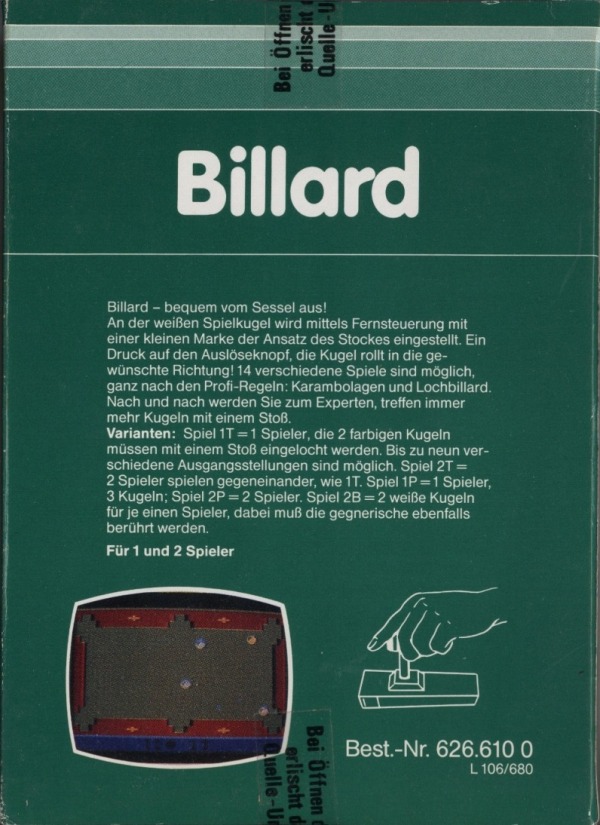 Bei Öffnen
erlischt d
Quelle-U
Billard
Billard – bequem vom Sessel aus!
An der weißen Spielkugel wird mittels Fernsteuerung mit
einer kleinen Marke der Ansatz des Stockes eingestellt. Ein
Druck auf den Auslöseknopf, die Kugel rollt in die ge-
wünschte Richtung! 14 verschiedene Spiele sind möglich,
ganz nach den Profi-Regeln: Karambolagen und Lochbillard.
Nach und nach werden Sie zum Experten, treffen immer
mehr Kugeln mit einem Stoß.
Varianten: Spiel 1T = 1 Spieler, die 2 farbigen Kugeln
müssen mit einem Stoß eingelocht werden. Bis zu neun ver-
schiedene Ausgangsstellungen sind möglich. Spiel 2T =
2 Spieler spielen gegeneinander, wie 1T. Spiel 1P = 1 Spieler,
3 Kugeln; Spiel 2P = 2 Spieler. Spiel 2B = 2 weiße Kugeln
für je einen Spieler, dabei muß die gegnerische ebenfalls
berührt werden.
Für 1 und 2 Spieler
Bei Öffnen d
erlischt d
Quelle-U
Best.-Nr. 626.610 0
L 106/680